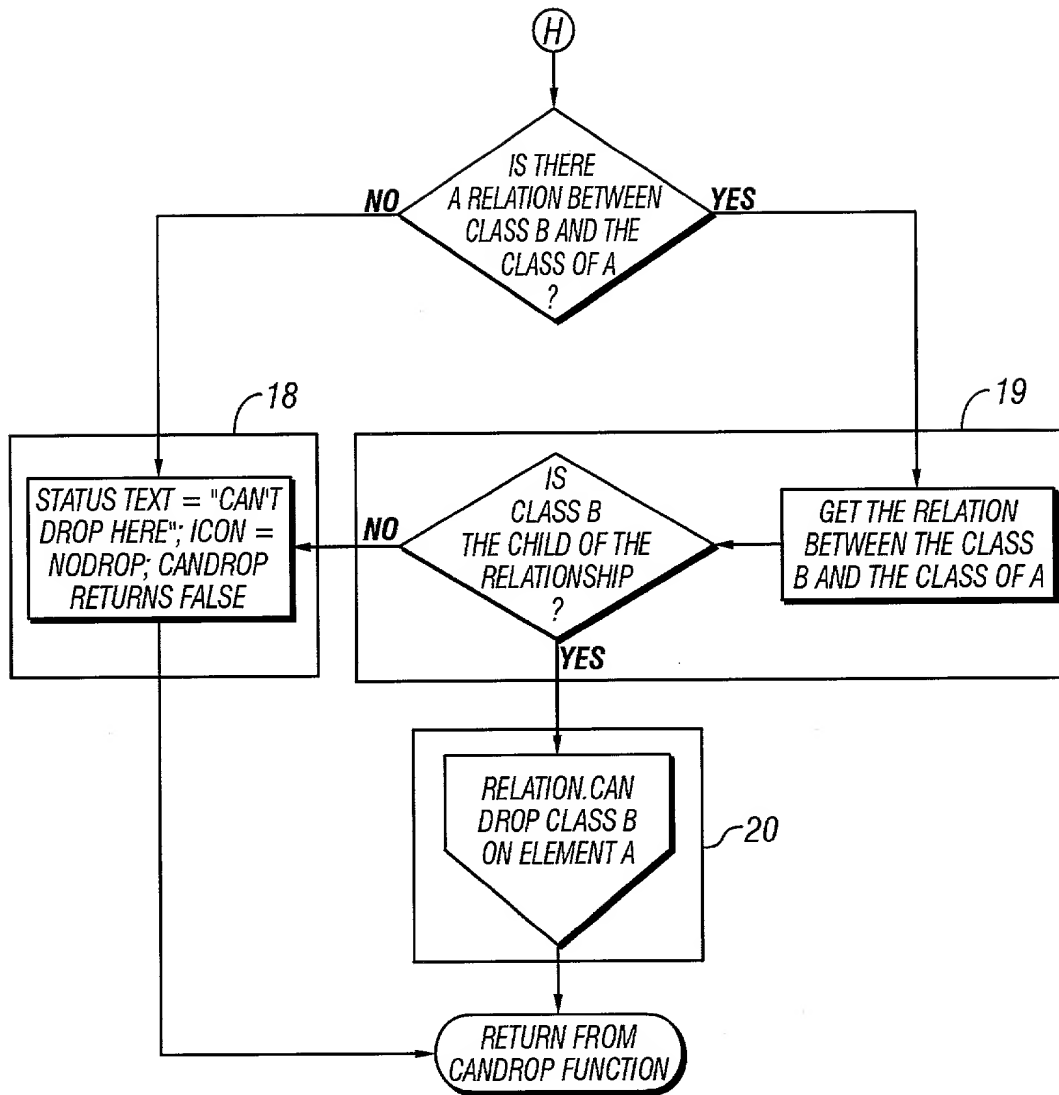 H
IS THERE
A RELATION BETWEEN
CLASS B AND THE
CLASS OF A
?
NO
YES
18
19
STATUS TEXT = "CAN'T
DROP HERE"; ICON =
NODROP; CANDROP
RETURNS FALSE
NO
IS
CLASS B
THE CHILD OF THE
RELATIONSHIP
?
YES
GET THE RELATION
BETWEEN THE CLASS
B AND THE CLASS OF A
RELATION.CAN
DROP CLASS B
ON ELEMENT A
20
RETURN FROM
CANDROP FUNCTION